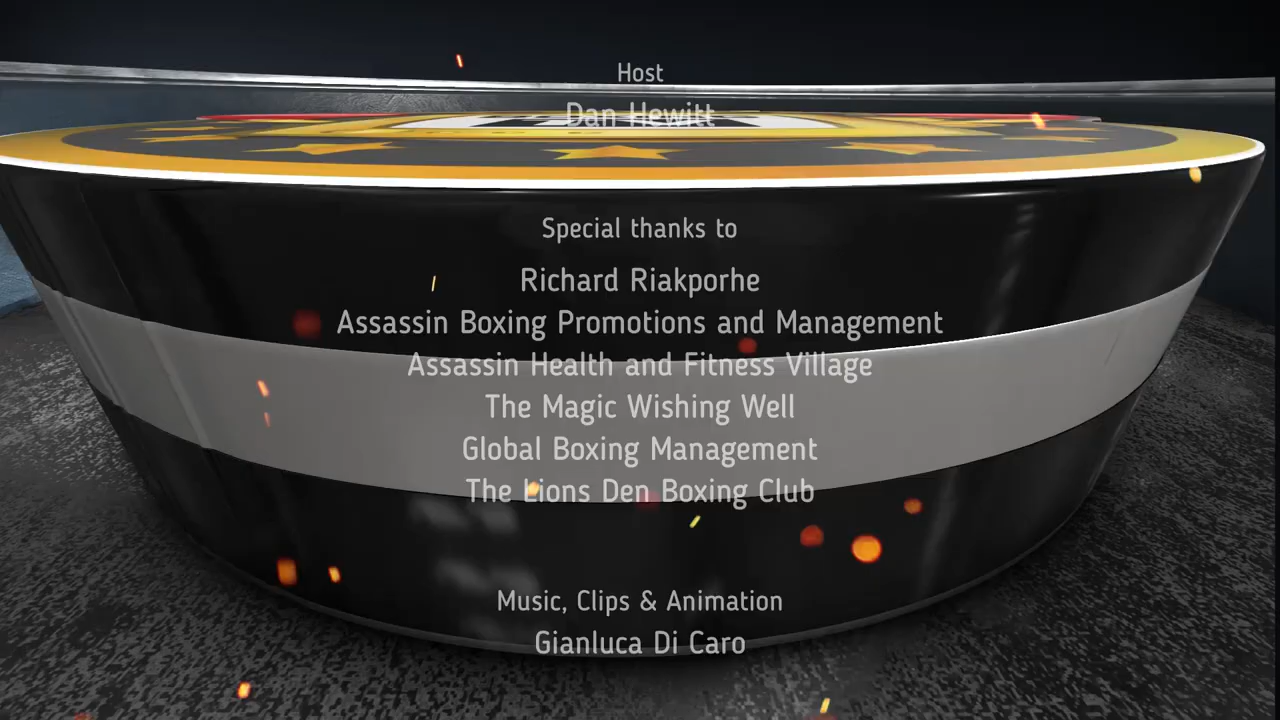 Host
Dan Hewitt
Special thanks to
Richard Riakporhe
Assassin Boxing Promotions and Management
Assassin Health and Fitness Village
The Magic Wishing Well
Global Boxing Management
The Lions Den Boxing Club
Music, Clips & Animation
Gianluca Di Caro